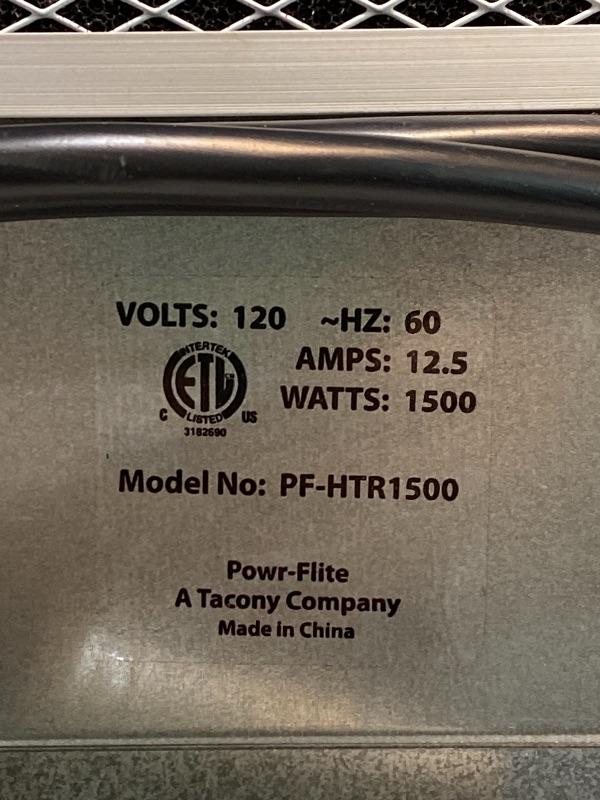 VOLTS: 120 ~HZ: 60
AMPS: 12.5
WATTS: 1500
INTERTEK
ETL
LISTED
C US
3182690
Model No: PF-HTR1500
Powr-Flite
A Tacony Company
Made in China